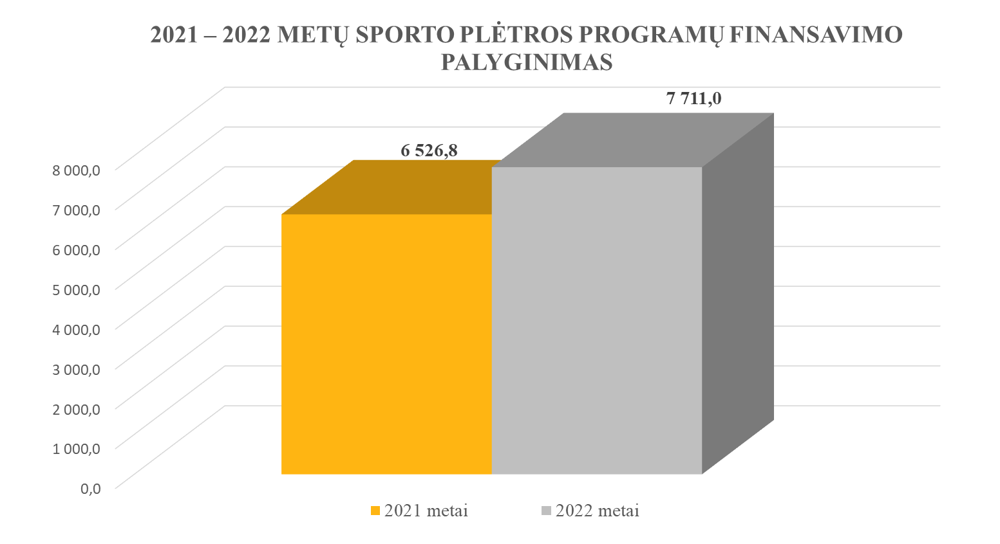 2021 – 2022 METŲ SPORTO PLĖTROS PROGRAMŲ FINANSAVIMO
PALYGINIMAS
7 711,0
6 526,8
8 000,0
7 000,0
6 000,0
5 000,0
4 000,0
3 000,0
2 000,0
1 000,0
0,0
2021 metai
2022 metai